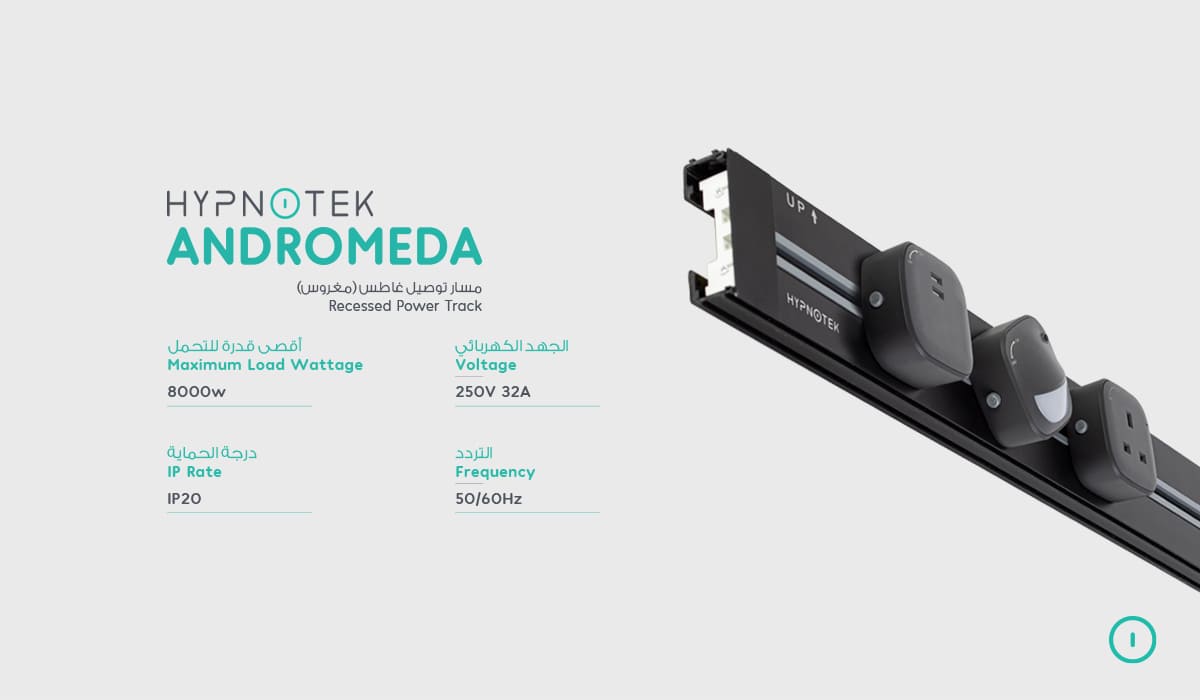 HYPNOTEK
ANDROMEDA
مسار توصيل غاطس (مغروس)
Recessed Power Track
أقصى قدرة للتحمل
Maximum Load Wattage
8000w
الجهد الكهربائي
Voltage
250V 32A
درجة الحماية
IP Rate
IP20
التردد
Frequency
50/60Hz
UP
HYPNOTEK